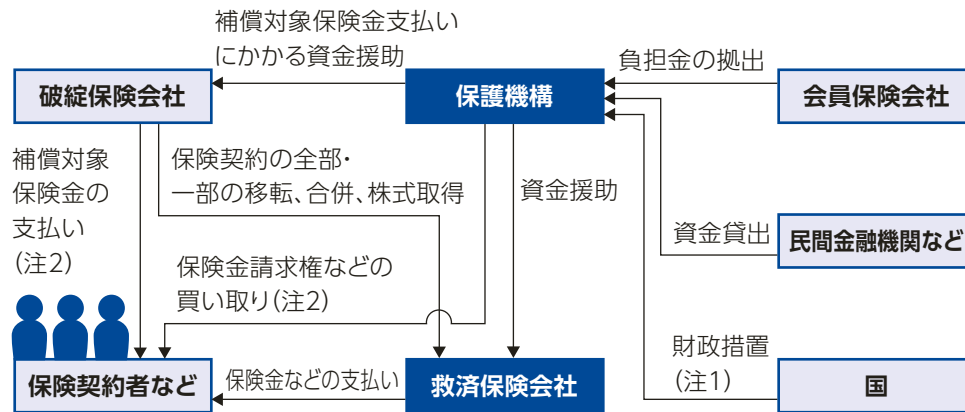 補償対象保険金支払い
にかかる資金援助
負担金の拠出
破綻保険会社
保護機構
会員保険会社
補償対象
保険金の
支払い
(注2)
保険契約の全部・
一部の移転、合併、株式取得
資金援助
資金貸出
民間金融機関など
保険金請求権などの
買い取り(注2)
財政措置
(注1)
保険契約者など
保険金などの支払い
救済保険会社
国